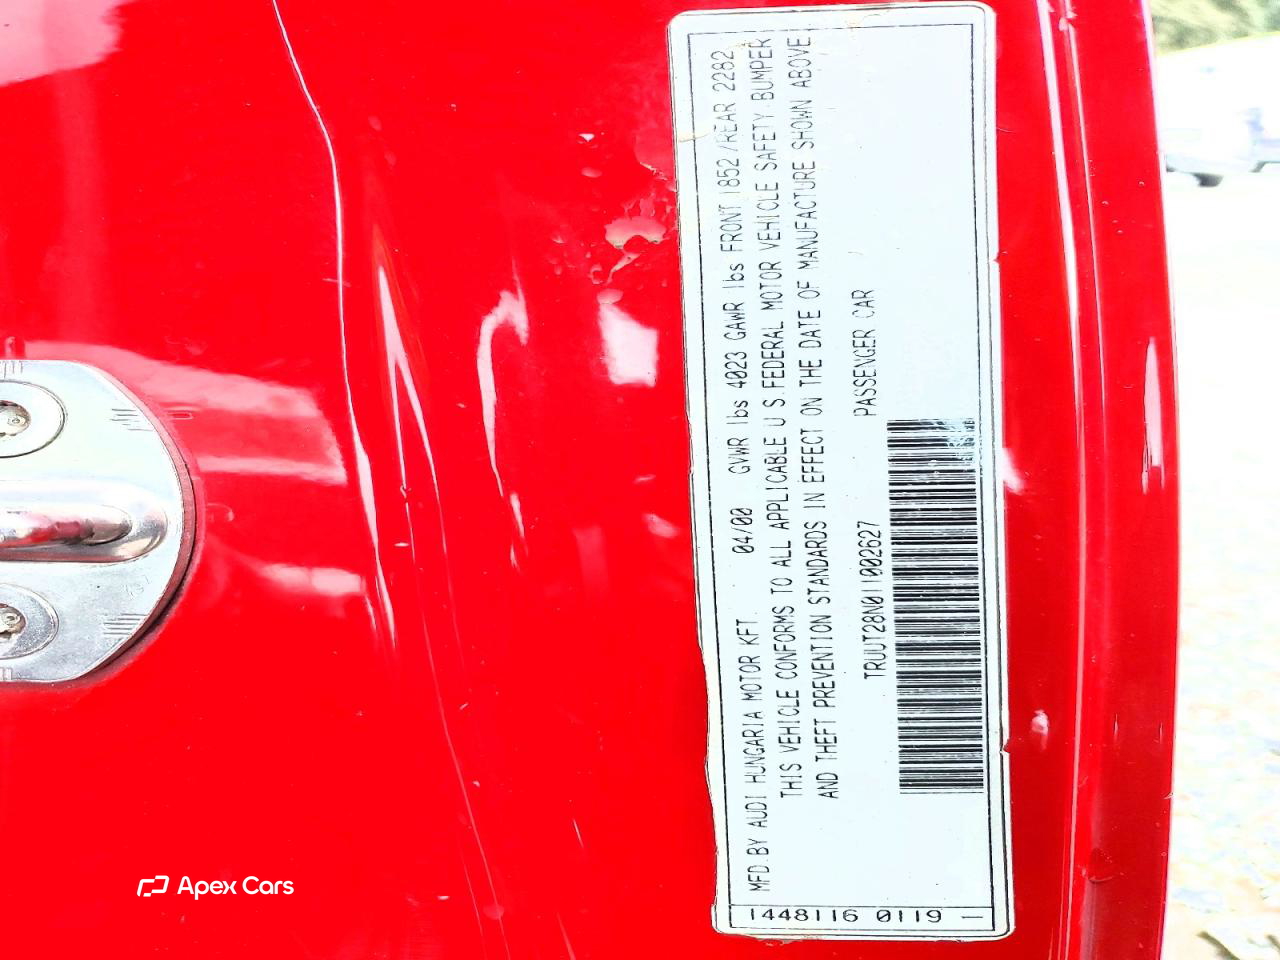 MFD.BY AUDI HUNGARIA MOTOR KFT 04/00 GVWR lbs 4023 GAWR lbs FRONT 1852/REAR 2282
THIS VEHICLE CONFORMS TO ALL APPLICABLE U S.FEDERAL MOTOR VEHICLE SAFETY.BUMPER
AND THEFT PREVENTION STANDARDS IN EFFECT ON THE DATE OF MANUFACTURE SHOWN ABOVE.
TRUUT28N011002627 PASSENGER CAR
1448116 0119 —
Apex Cars